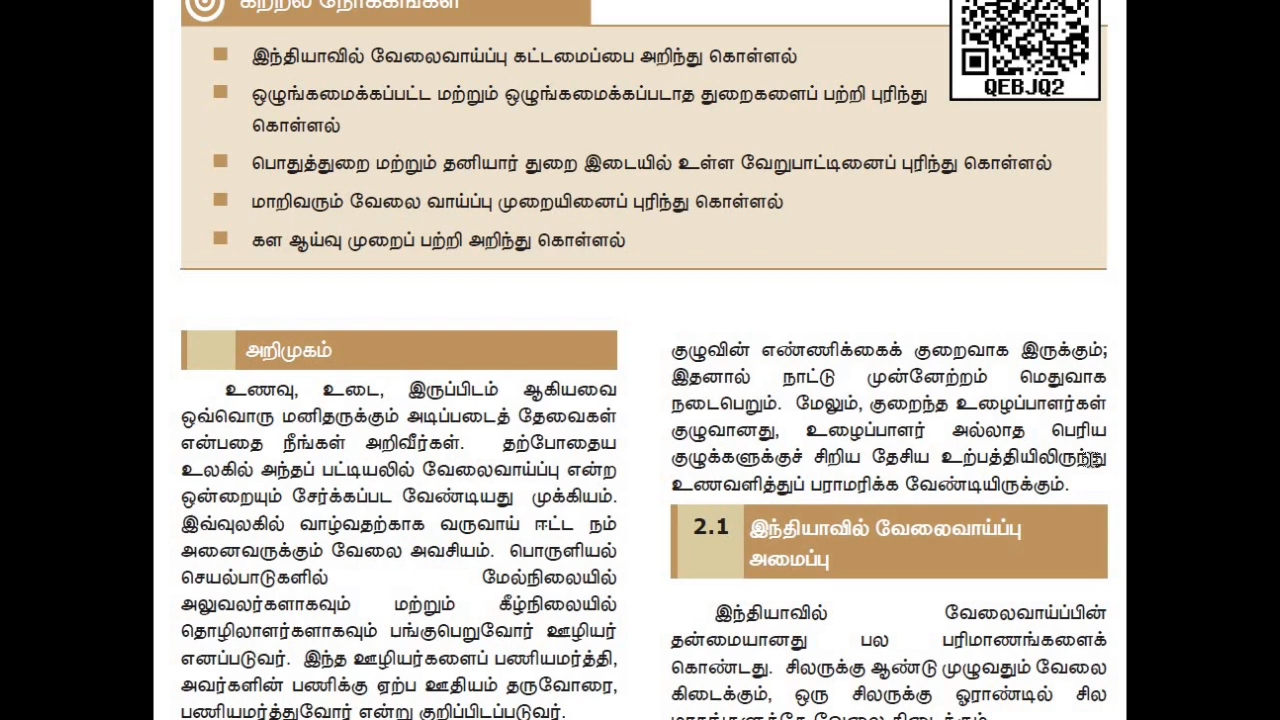 கற்றல் நோக்கங்கள்
QEBJQ2
இந்தியாவில் வேலைவாய்ப்பு கட்டமைப்பை அறிந்து கொள்ளல்
ஒழுங்கமைக்கப்பட்ட மற்றும் ஒழுங்கமைக்கப்படாத துறைகளைப் பற்றி புரிந்து
கொள்ளல்
பொதுத்துறை மற்றும் தனியார் துறை இடையில் உள்ள வேறுபாட்டினைப் புரிந்து கொள்ளல்
மாறிவரும் வேலை வாய்ப்பு முறையினைப் புரிந்து கொள்ளல்
கள ஆய்வு முறைப் பற்றி அறிந்து கொள்ளல்
அறிமுகம்
உணவு, உடை, இருப்பிடம் ஆகியவை
ஒவ்வொரு மனிதருக்கும் அடிப்படைத் தேவைகள்
என்பதை நீங்கள் அறிவீர்கள். தற்போதைய
உலகில் அந்தப் பட்டியலில் வேலைவாய்ப்பு என்ற
ஒன்றையும் சேர்க்கப்பட வேண்டியது முக்கியம்.
இவ்வுலகில் வாழ்வதற்காக வருவாய் ஈட்ட நம்
அனைவருக்கும் வேலை அவசியம். பொருளியல்
செயல்பாடுகளில் மேல்நிலையில்
அலுவலர்களாகவும் மற்றும் கீழ்நிலையில்
தொழிலாளர்களாகவும் பங்குபெறுவோர் ஊழியர்
எனப்படுவர். இந்த ஊழியர்களைப் பணியமர்த்தி,
அவர்களின் பணிக்கு ஏற்ப ஊதியம் தருவோரை,
பணியமர்த்துவோர் என்று குறிப்பிடப்படுவர்.
குழுவின் எண்ணிக்கைக் குறைவாக இருக்கும்;
இதனால் நாட்டு முன்னேற்றம் மெதுவாக
நடைபெறும். மேலும், குறைந்த உழைப்பாளர்கள்
குழுவானது, உழைப்பாளர் அல்லாத பெரிய
குழுக்களுக்குச் சிறிய தேசிய உற்பத்தியிலிருந்து
உணவளித்துப் பராமரிக்க வேண்டியிருக்கும்.
2.1 இந்தியாவில் வேலைவாய்ப்பு
அமைப்பு
இந்தியாவில் வேலைவாய்ப்பின்
தன்மையானது பல பரிமாணங்களைக்
கொண்டது. சிலருக்கு ஆண்டு முழுவதும் வேலை
கிடைக்கும், ஒரு சிலருக்கு ஓராண்டில் சில
மாதங்களுக்கே வேலை கிடைக்கும்.